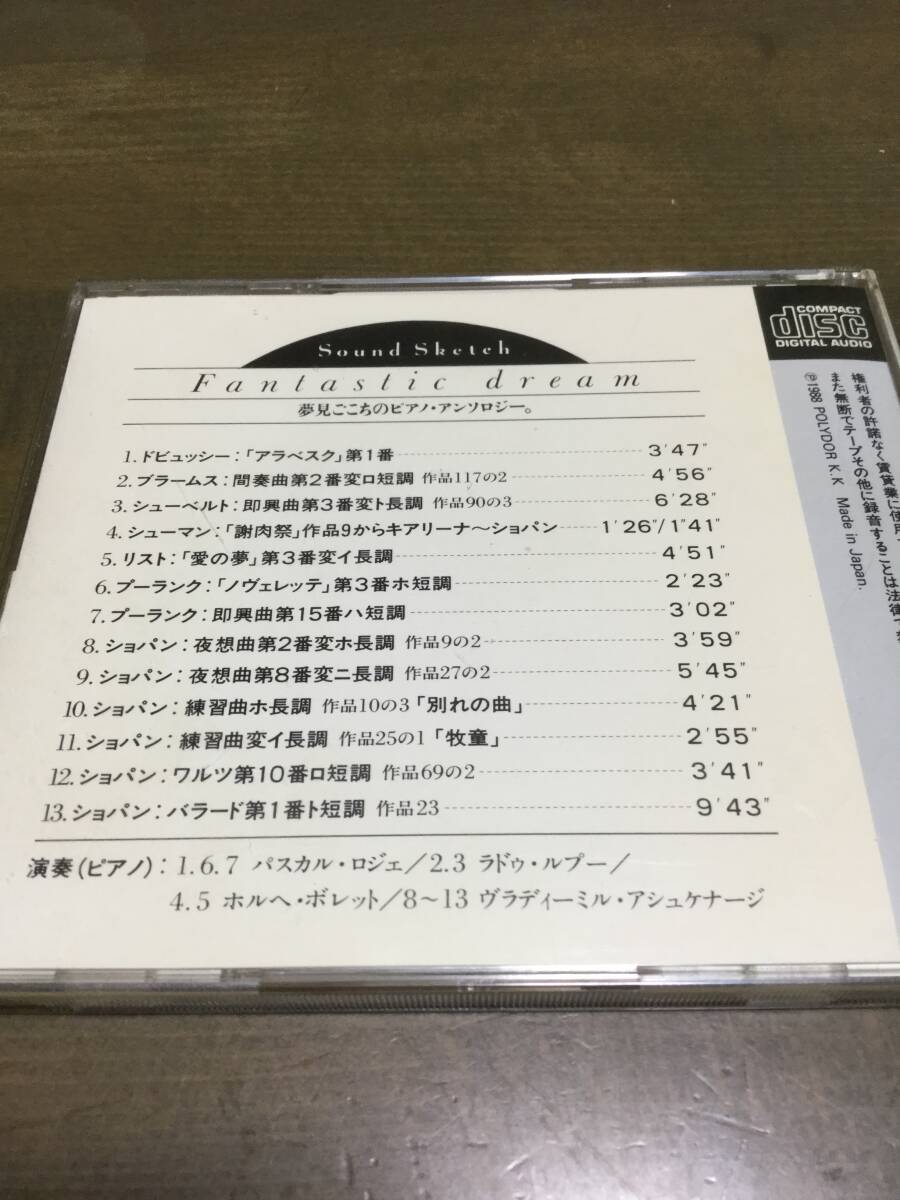 Sound Sketch
Fantastic dream
夢見ごこちのピアノ・アンソロジー。
1.ドビュッシー:「アラベスク」第1番 3'47"
2.ブラームス:間奏曲第2番変ロ短調 作品117の2 4'56"
3.シューベルト:即興曲第3番変ト長調 作品90の3 6'28"
4.シューマン:「謝肉祭」作品9からキアリーナ〜ショパン 1'26"/1"41"
5.リスト:「愛の夢」第3番変イ長調 4'51"
6.プーランク:「ノヴェレッテ」第3番ホ短調 2'23"
7.プーランク:即興曲第15番ハ短調 3'02"
8.ショパン:夜想曲第2番変ホ長調 作品9の2 3'59"
9.ショパン:夜想曲第8番変ニ長調 作品27の2 5'45"
10.ショパン:練習曲ホ長調 作品10の3「別れの曲」 4'21"
11.ショパン:練習曲変イ長調 作品25の1「牧童」 2'55"
12.ショパン:ワルツ第10番ロ短調 作品69の2 3'41"
13.ショパン:バラード第1番ト短調 作品23 9'43"
演奏(ピアノ):1.6.7 パスカル・ロジェ/2.3 ラドゥ・ルプー/
4.5 ホルヘ・ボレット/8〜13 ヴラディーミル・アシュケナージ
COMPACT
disc
DIGITAL AUDIO
権利者の許諾なく賃貸業に使用
また無断でテープその他に録音することは法律で
℗1988 POLYDOR K.K. Made in Japan.